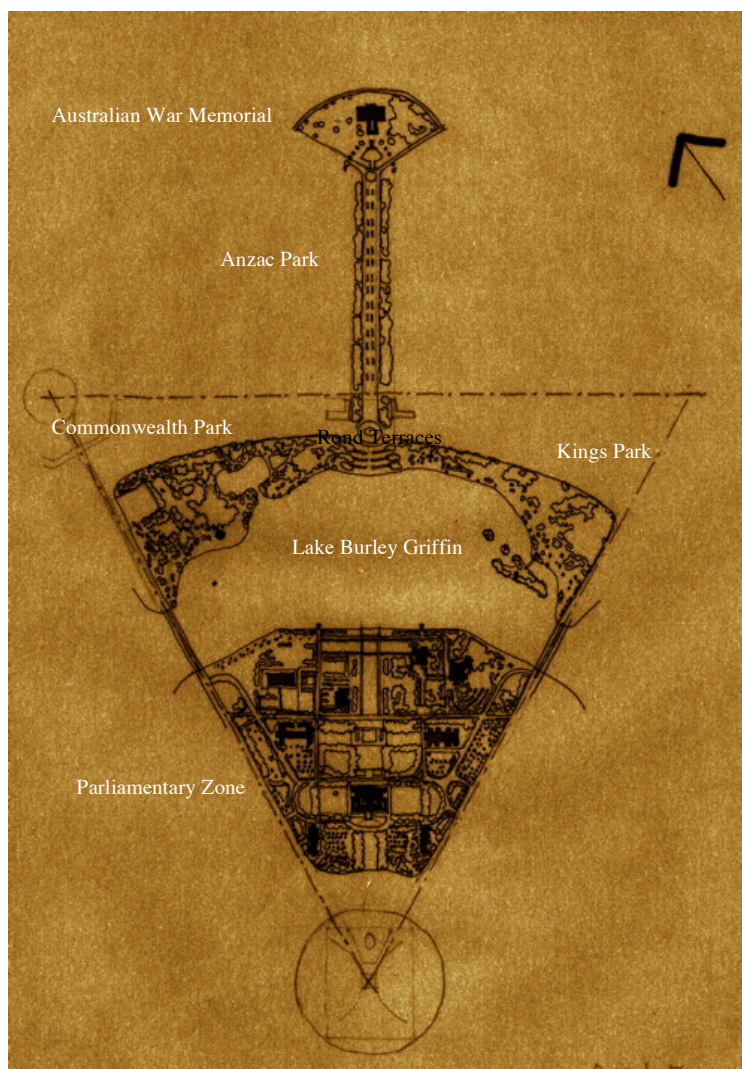 Australian War Memorial
Anzac Park
Commonwealth Park
Rond Terraces
Kings Park
Lake Burley Griffin
Parliamentary Zone